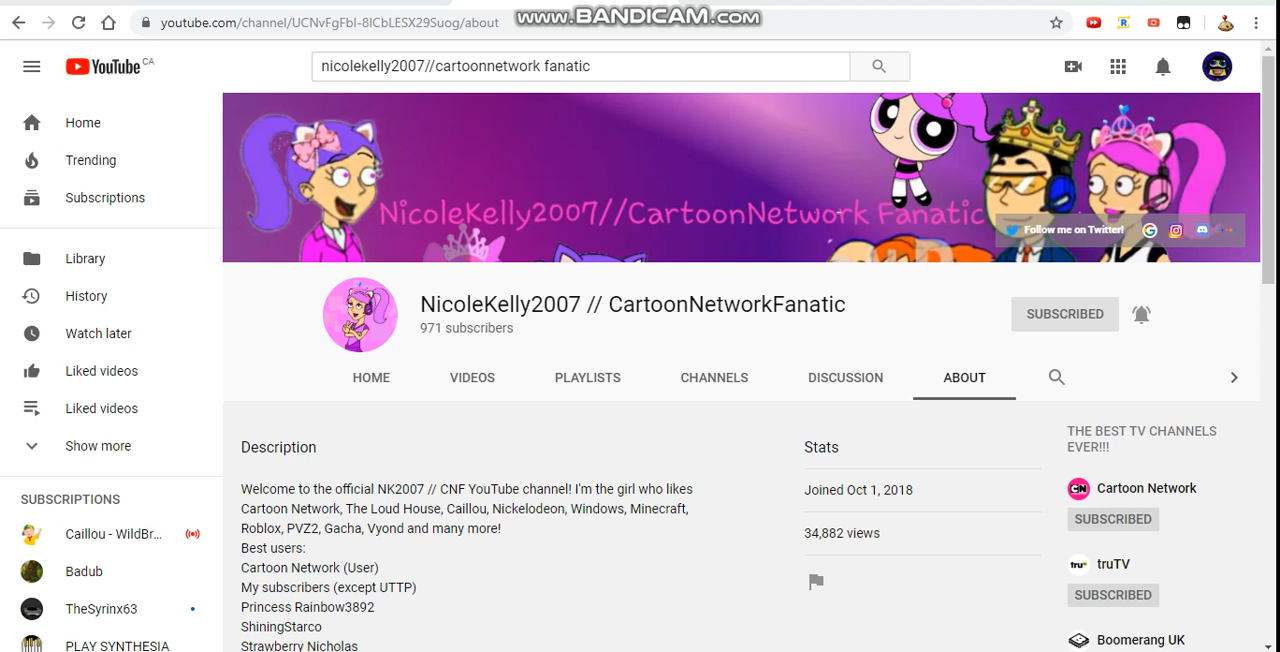 youtube.com/channel/UCNvFgFbI-8ICbLESX29Suog/about
www.BANDICAM.com
YouTube CA
nicolekelly2007//cartoonnetwork fanatic
Home
Trending
Subscriptions
Library
History
Watch later
Liked videos
Liked videos
Show more
SUBSCRIPTIONS
Caillou - WildBr...
Badub
TheSyrinx63
PLAY SYNTHESIA
NicoleKelly2007//CartoonNetwork Fanatic
Follow me on Twitter!
NicoleKelly2007 // CartoonNetworkFanatic
971 subscribers
SUBSCRIBED
HOME VIDEOS PLAYLISTS CHANNELS DISCUSSION ABOUT
Description
Welcome to the official NK2007 // CNF YouTube channel! I'm the girl who likes
Cartoon Network, The Loud House, Caillou, Nickelodeon, Windows, Minecraft,
Roblox, PVZ2, Gacha, Vyond and many more!
Best users:
Cartoon Network (User)
My subscribers (except UTTP)
Princess Rainbow3892
ShiningStarco
Strawberry Nicholas
Stats
Joined Oct 1, 2018
34,882 views
THE BEST TV CHANNELS
EVER!!!
CN
Cartoon Network
SUBSCRIBED
tru
truTV
SUBSCRIBED
Boomerang UK